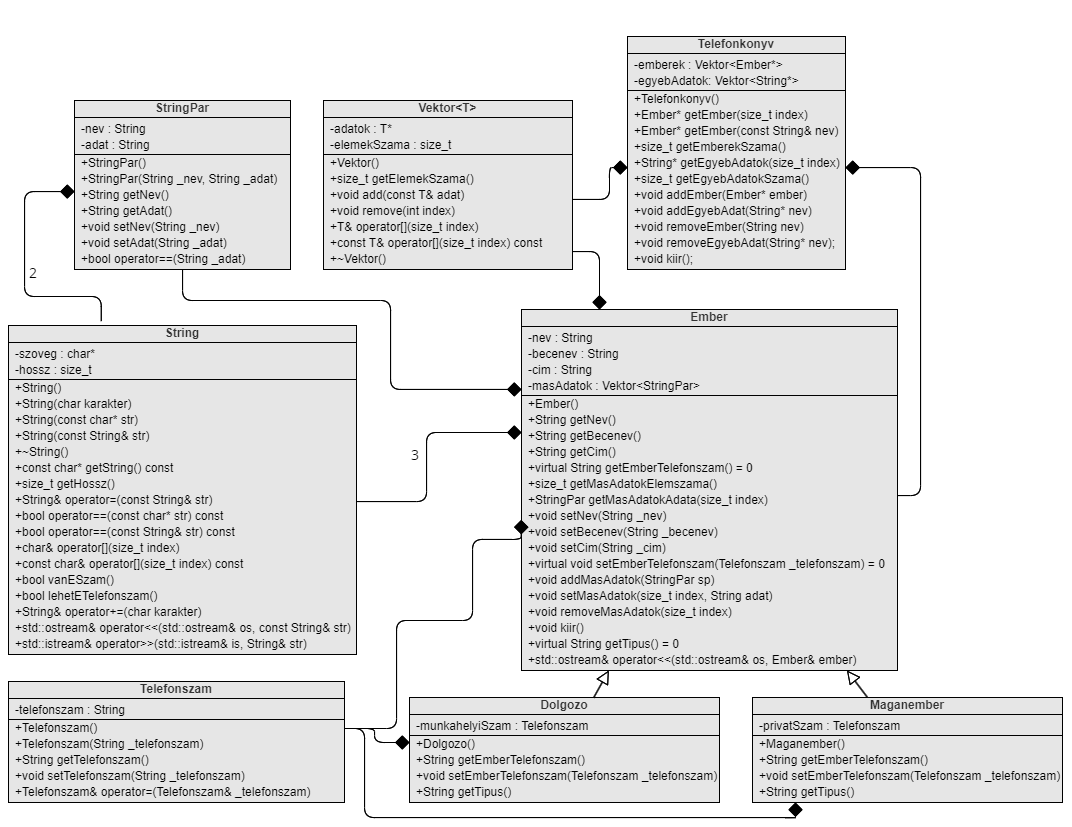 Telefonkonyv
-emberek : Vektor<Ember*>
-egyebAdatok: Vektor<String*>
+Telefonkonyv()
+Ember* getEmber(size_t index)
+Ember* getEmber(const String& nev)
+size_t getEmberekSzama()
+String* getEgyebAdatok(size_t index)
+size_t getEgyebAdatokSzama()
+void addEmber(Ember* ember)
+void addEgyebAdat(String* nev)
+void removeEmber(String nev)
+void removeEgyebAdat(String* nev);
+void kiir();
StringPar
-nev : String
-adat : String
+StringPar()
+StringPar(String _nev, String _adat)
+String getNev()
+String getAdat()
+void setNev(String _nev)
+void setAdat(String _adat)
+bool operator==(String _adat)
Vektor<T>
-adatok : T*
-elemekSzama : size_t
+Vektor()
+size_t getElemekSzama()
+void add(const T& adat)
+void remove(int index)
+T& operator[](size_t index)
+const T& operator[](size_t index) const
+~Vektor()
2
String
-szoveg : char*
-hossz : size_t
+String()
+String(char karakter)
+String(const char* str)
+String(const String& str)
+~String()
+const char* getString() const
+size_t getHossz()
+String& operator=(const String& str)
+bool operator==(const char* str) const
+bool operator==(const String& str) const
+char& operator[](size_t index)
+const char& operator[](size_t index) const
+bool vanESzam()
+bool lehetETelefonszam()
+String& operator+=(char karakter)
+std::ostream& operator<<(std::ostream& os, const String& str)
+std::istream& operator>>(std::istream& is, String& str)
3
Ember
-nev : String
-becenev : String
-cim : String
-masAdatok : Vektor<StringPar>
+Ember()
+String getNev()
+String getBecenev()
+String getCim()
+virtual String getEmberTelefonszam() = 0
+size_t getMasAdatokElemszama()
+StringPar getMasAdatokAdata(size_t index)
+void setNev(String _nev)
+void setBecenev(String _becenev)
+void setCim(String _cim)
+virtual void setEmberTelefonszam(Telefonszam _telefonszam) = 0
+void addMasAdatok(StringPar sp)
+void setMasAdatok(size_t index, String adat)
+void removeMasAdatok(size_t index)
+void kiir()
+virtual String getTipus() = 0
+std::ostream& operator<<(std::ostream& os, Ember& ember)
Telefonszam
-telefonszam : String
+Telefonszam()
+Telefonszam(String _telefonszam)
+String getTelefonszam()
+void setTelefonszam(String _telefonszam)
+Telefonszam& operator=(Telefonszam& _telefonszam)
Dolgozo
-munkahelyiSzam : Telefonszam
+Dolgozo()
+String getEmberTelefonszam()
+void setEmberTelefonszam(Telefonszam _telefonszam)
+String getTipus()
Maganember
-privatSzam : Telefonszam
+Maganember()
+String getEmberTelefonszam()
+void setEmberTelefonszam(Telefonszam _telefonszam)
+String getTipus()